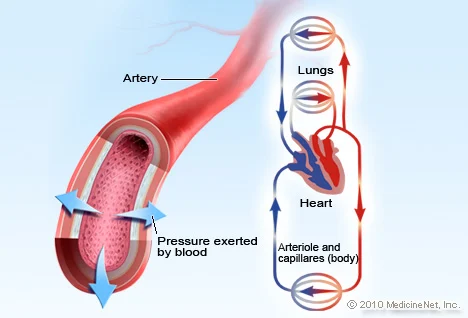 Artery
Lungs
Heart
Pressure exerted
by blood
Arteriole and
capillares (body)
© 2010 MedicineNet, Inc.